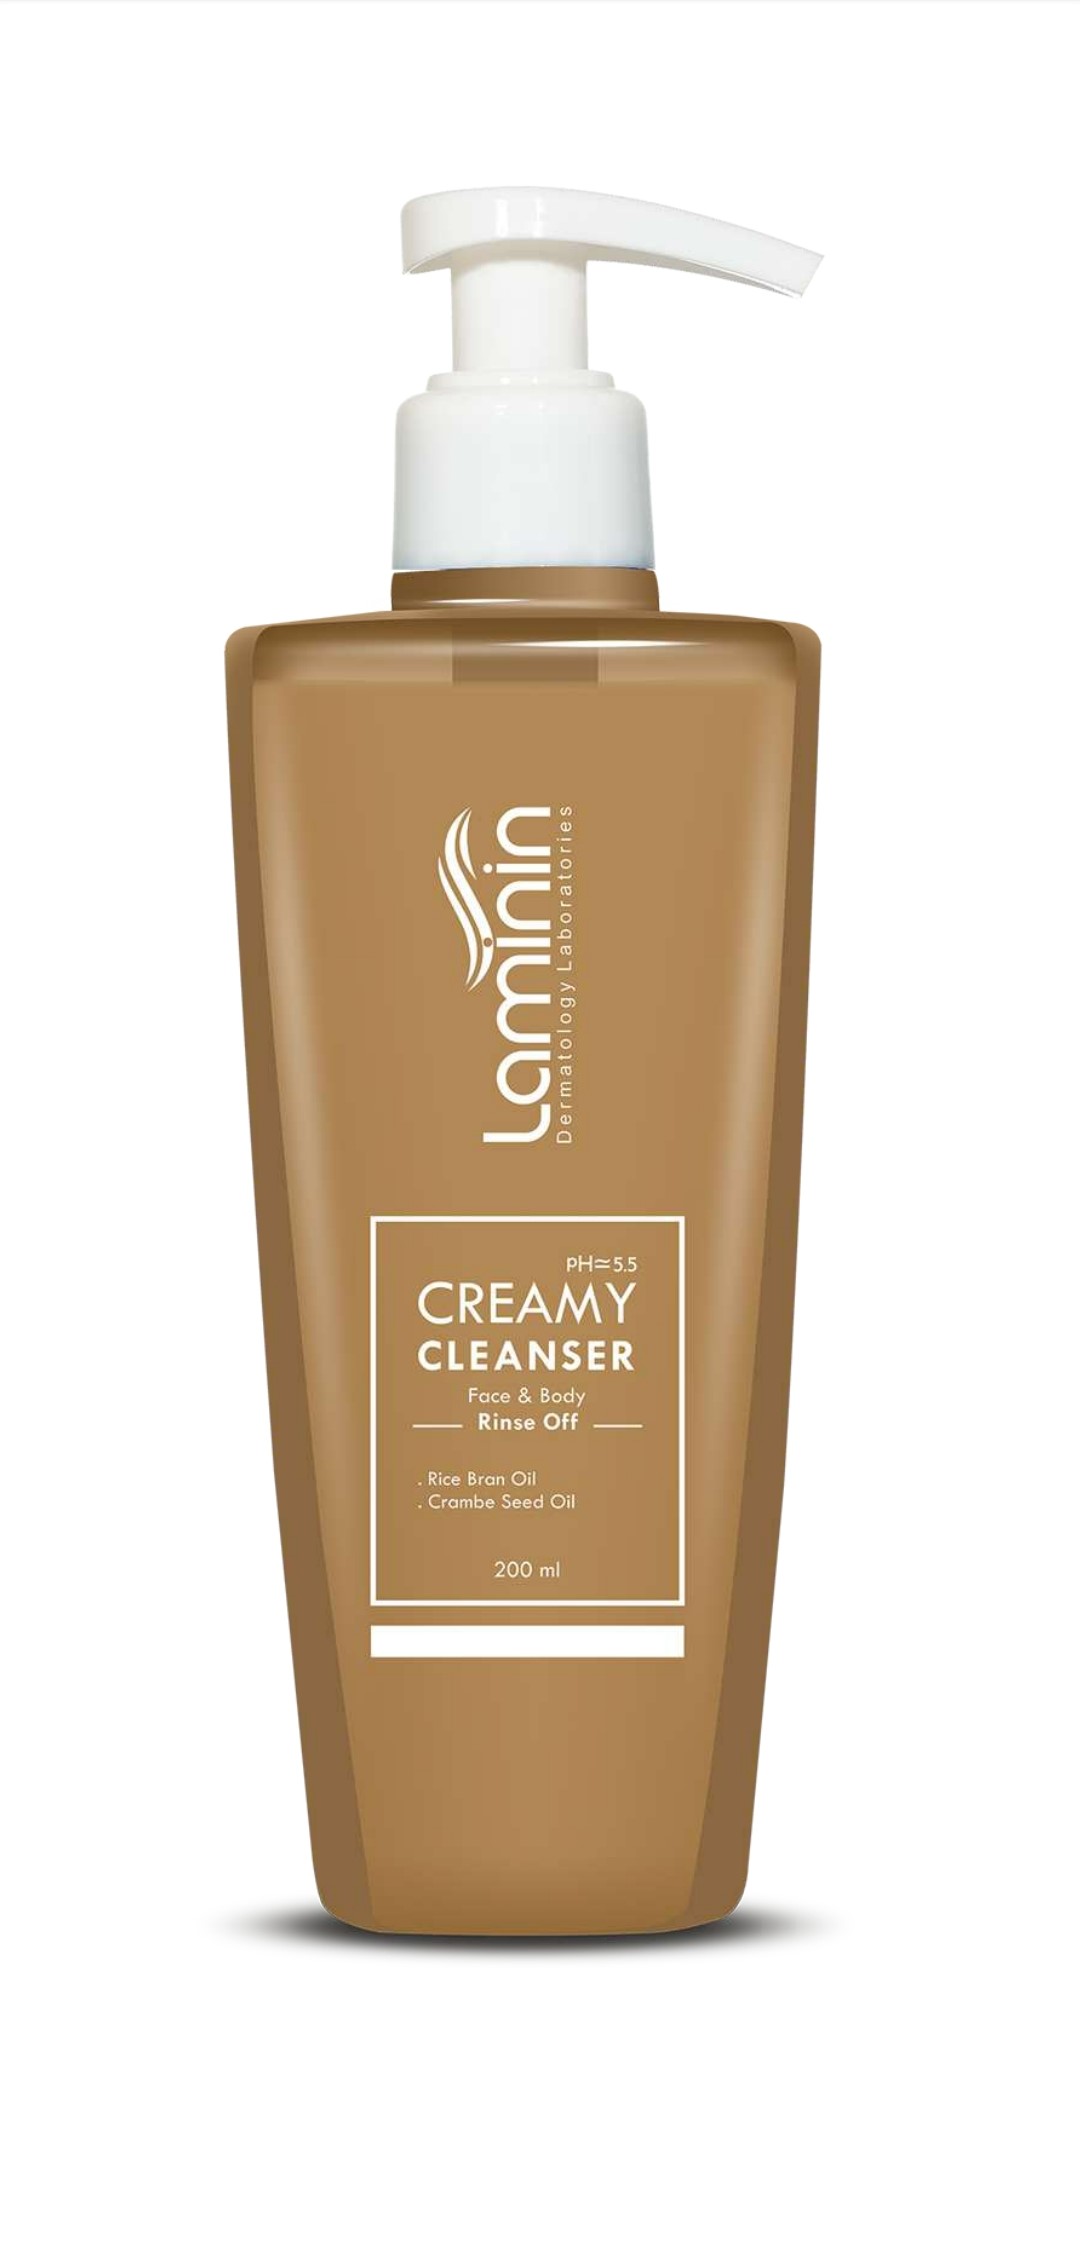 Laminin
Dermatology Laboratories
pH≃5.5
CREAMY
CLEANSER
Face & Body
Rinse Off
. Rice Bran Oil
. Crambe Seed Oil
200 ml